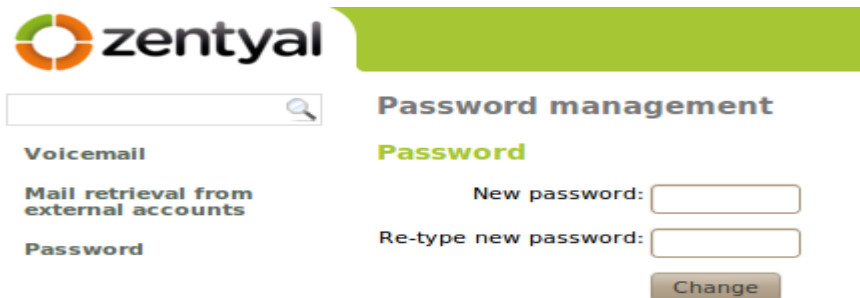 zentyal
Password management
Voicemail
Mail retrieval from
external accounts
Password
Password
New password:
Re-type new password:
Change